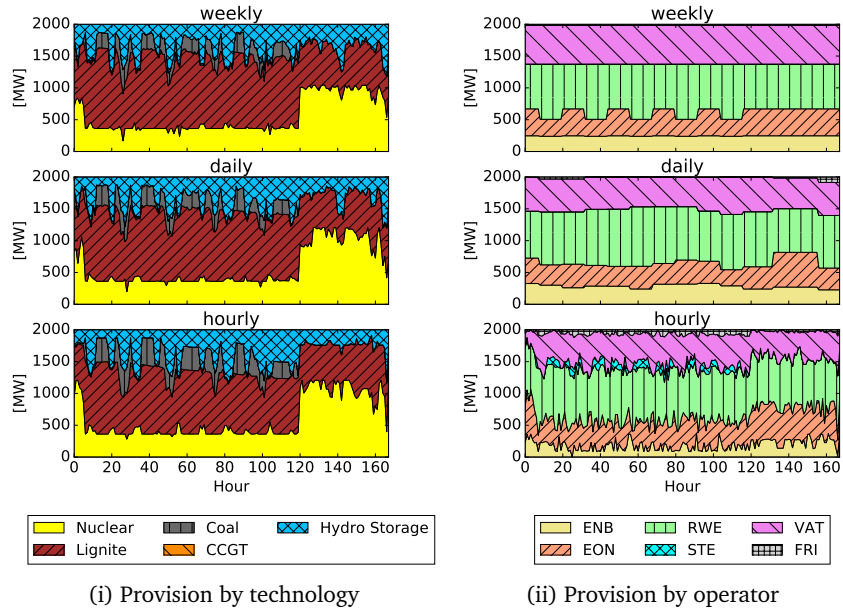 weekly
2000
1500
1000
500
0
[MW]
daily
2000
1500
1000
500
0
[MW]
hourly
2000
1500
1000
500
0
[MW]
0 20 40 60 80 100 120 140 160
Hour
Nuclear Coal Hydro Storage
Lignite CCGT
(i) Provision by technology
weekly
2000
1500
1000
500
0
[MW]
daily
2000
1500
1000
500
0
[MW]
hourly
2000
1500
1000
500
0
[MW]
0 20 40 60 80 100 120 140 160
Hour
ENB RWE VAT
EON STE FRI
(ii) Provision by operator